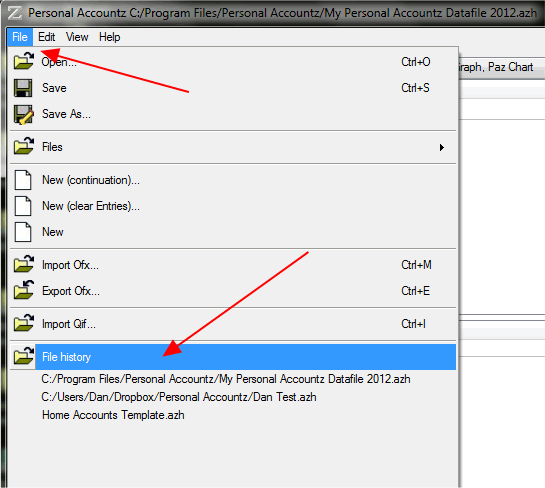 Personal Accountz C:/Program Files/Personal Accountz/My Personal Accountz Datafile 2012.azh
File Edit View Help
Open... Ctrl+O
raph, Paz Chart
Save Ctrl+S
Save As...
Files
New (continuation)...
New (clear Entries)...
New
Import Ofx... Ctrl+M
Export Ofx... Ctrl+E
Import Qif... Ctrl+I
File history
C:/Program Files/Personal Accountz/My Personal Accountz Datafile 2012.azh
C:/Users/Dan/Dropbox/Personal Accountz/Dan Test.azh
Home Accounts Template.azh